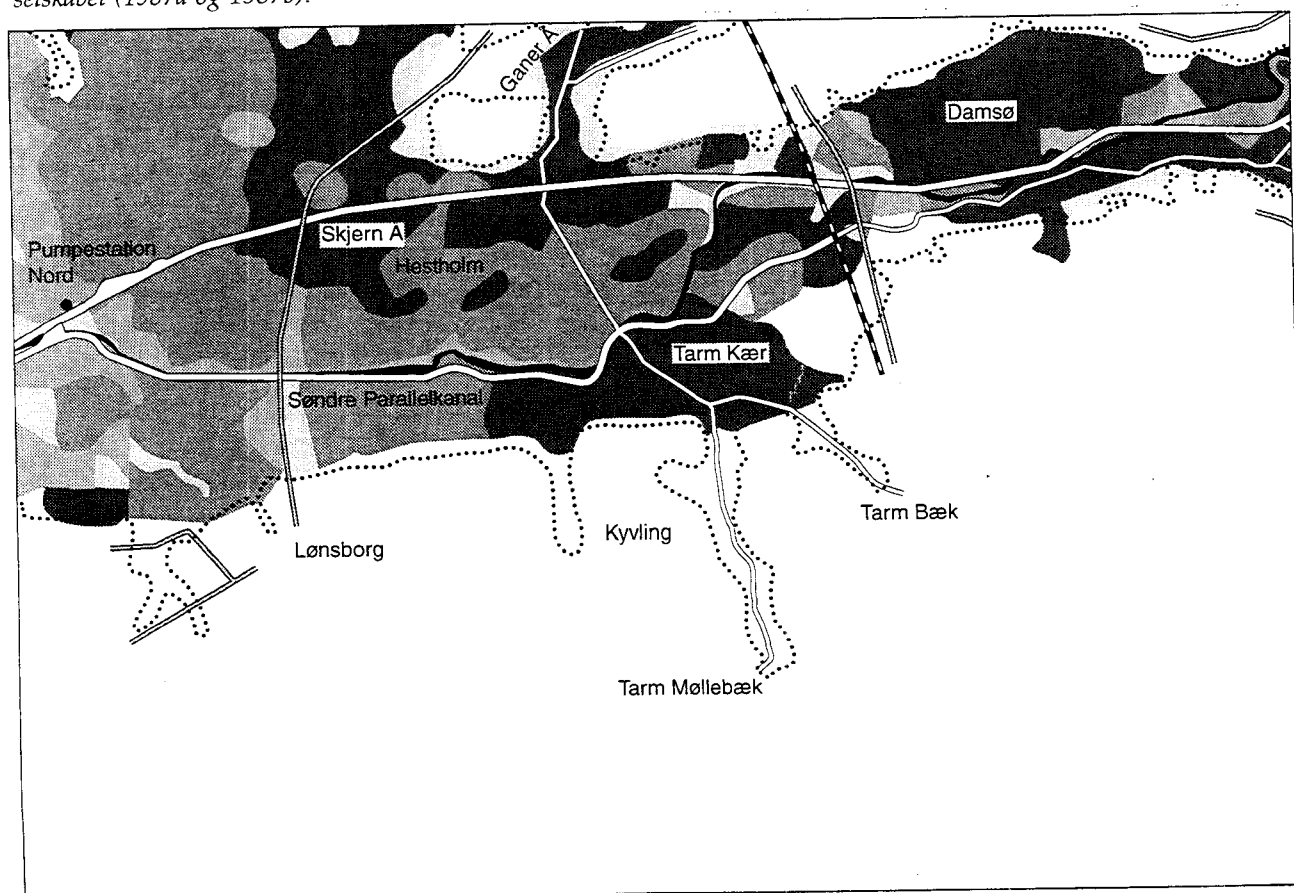 selskabet (1987a og 1987b).
Ganer Å
Damsø
Skjern Å
Pumpestation
Nord
Hestholm
Tarm Kær
Søndre Parallelkanal
Tarm Bæk
Kyvling
Lønsborg
Tarm Møllebæk